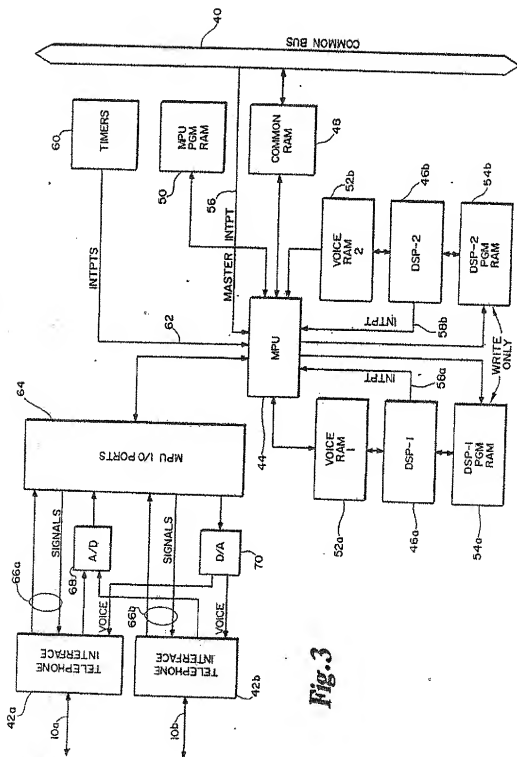 40
COMMON BUS
60
TIMERS
MPU
PGM
RAM
50
COMMON
RAM
48
56
MASTER INTPT
INTPTS
62
52b
VOICE
RAM
2
46b
DSP-2
54b
DSP-2
PGM
RAM
INTPT
58b
MPU
44
WRITE
ONLY
INTPT
58a
VOICE
RAM
1
52a
DSP-1
46a
DSP-1
PGM
RAM
54a
64
MPU I/O PORTS
66a
SIGNALS
A/D
68
VOICE
66b
SIGNALS
D/A
70
VOICE
TELEPHONE
INTERFACE
42a
TELEPHONE
INTERFACE
42b
10a
10b
Fig.3